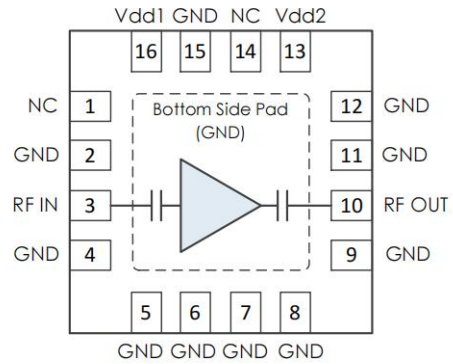 Vdd1 GND NC Vdd2
16 15 14 13
NC 1 Bottom Side Pad 12 GND
(GND)
GND 2 11 GND
RF IN 3 10 RF OUT
GND 4 9 GND
5 6 7 8
GND GND GND GND